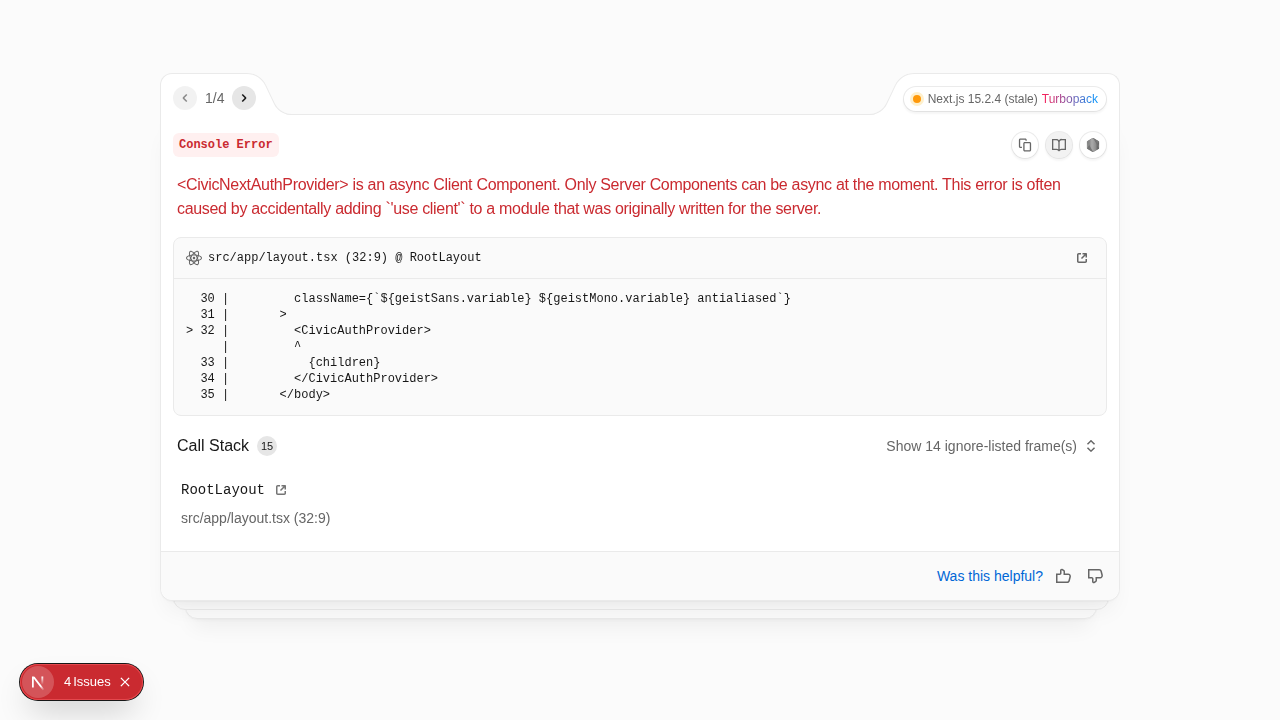 1/4
Next.js 15.2.4 (stale) Turbopack
Console Error
<CivicNextAuthProvider> is an async Client Component. Only Server Components can be async at the moment. This error is often
caused by accidentally adding `'use client'` to a module that was originally written for the server.
src/app/layout.tsx (32:9) @ RootLayout
  30 |         className={`${geistSans.variable} ${geistMono.variable} antialiased`}
  31 |       >
> 32 |         <CivicAuthProvider>
     |         ^
  33 |           {children}
  34 |         </CivicAuthProvider>
  35 |       </body>
Call Stack 15
Show 14 ignore-listed frame(s)
RootLayout
src/app/layout.tsx (32:9)
Was this helpful?
4 Issues